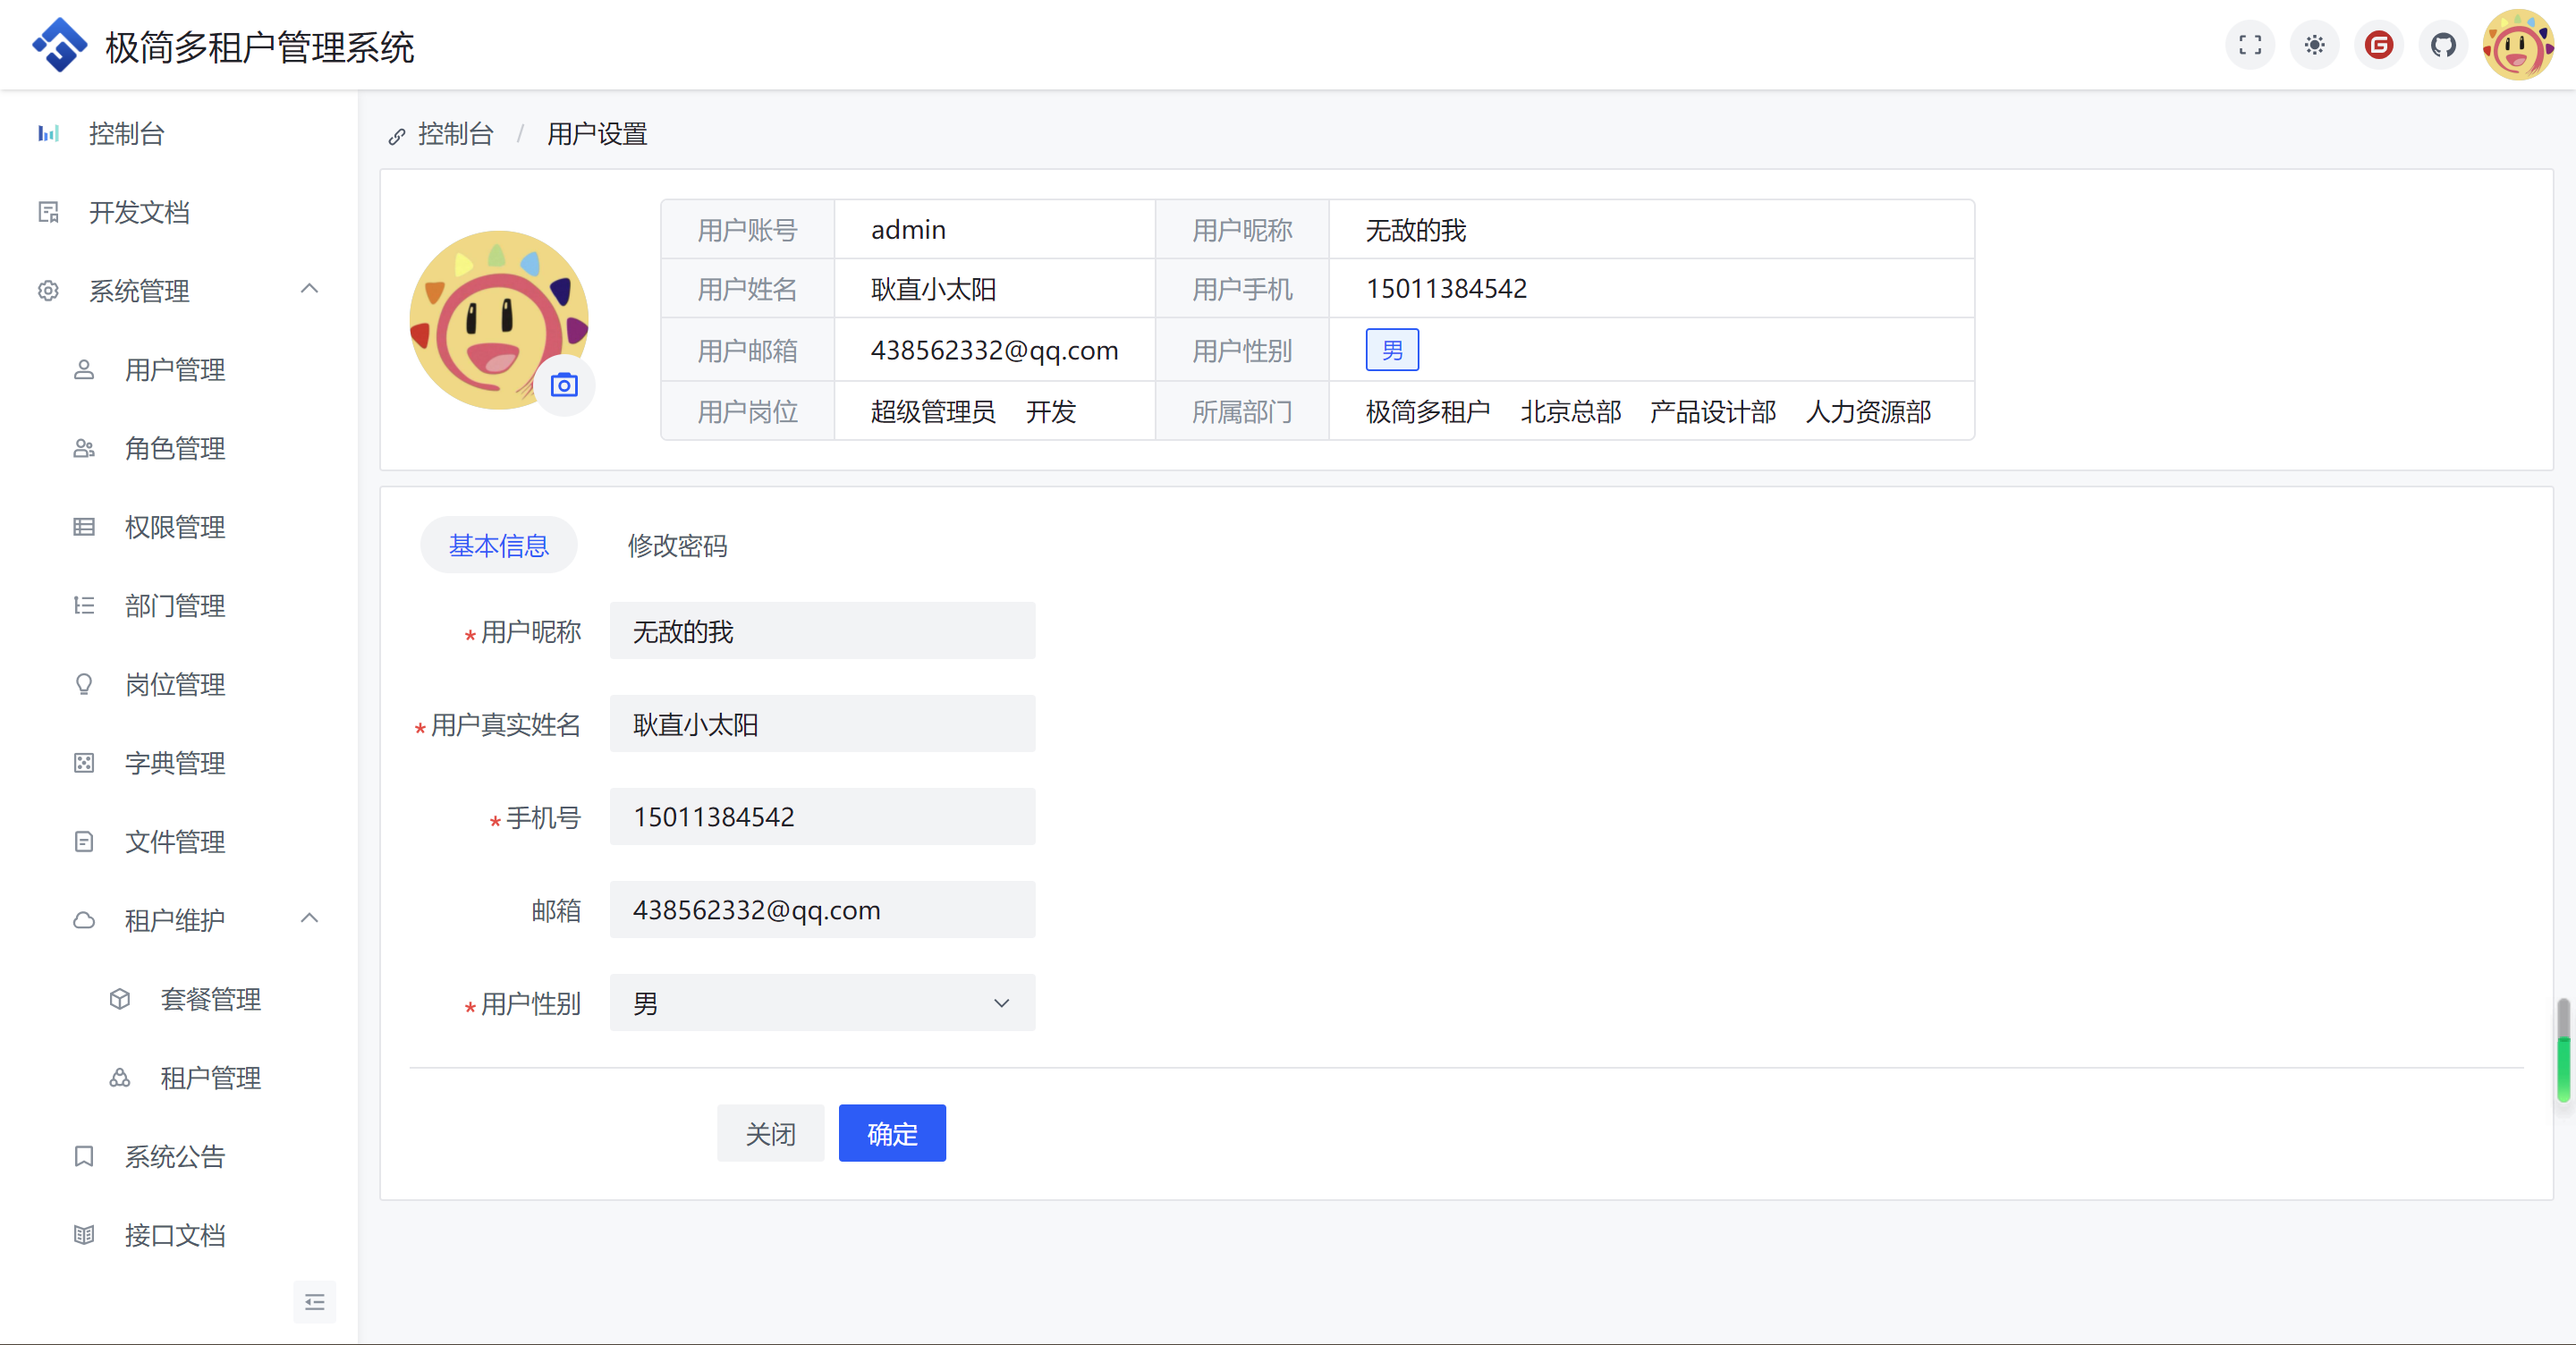 极简多租户管理系统
控制台
开发文档
系统管理
用户管理
角色管理
权限管理
部门管理
岗位管理
字典管理
文件管理
租户维护
套餐管理
租户管理
系统公告
接口文档
控制台 / 用户设置
用户账号 admin 用户昵称 无敌的我
用户姓名 耿直小太阳 用户手机 15011384542
用户邮箱 438562332@qq.com 用户性别 男
用户岗位 超级管理员 开发 所属部门 极简多租户 北京总部 产品设计部 人力资源部
基本信息 修改密码
*用户昵称 无敌的我
*用户真实姓名 耿直小太阳
*手机号 15011384542
邮箱 438562332@qq.com
*用户性别 男
关闭 确定